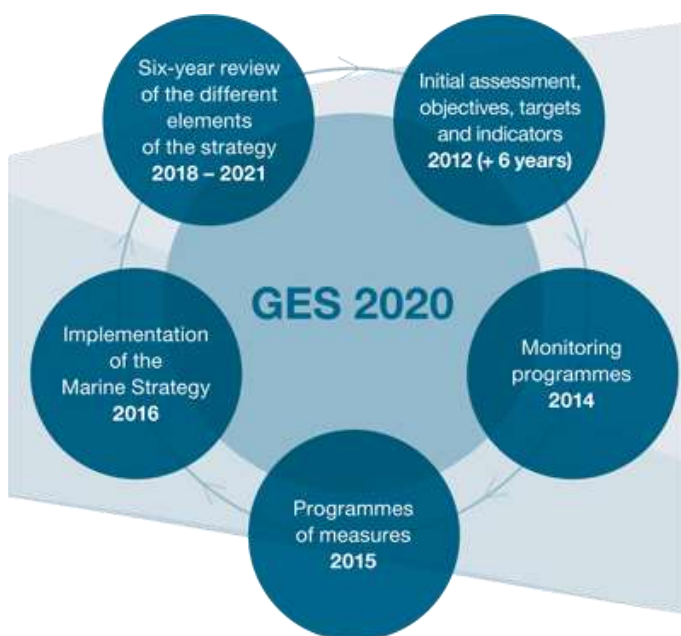 Six-year review
of the different
elements
of the strategy
2018 – 2021
Initial assessment,
objectives, targets
and indicators
2012 (+ 6 years)
GES 2020
Implementation
of the
Marine Strategy
2016
Monitoring
programmes
2014
Programmes
of measures
2015